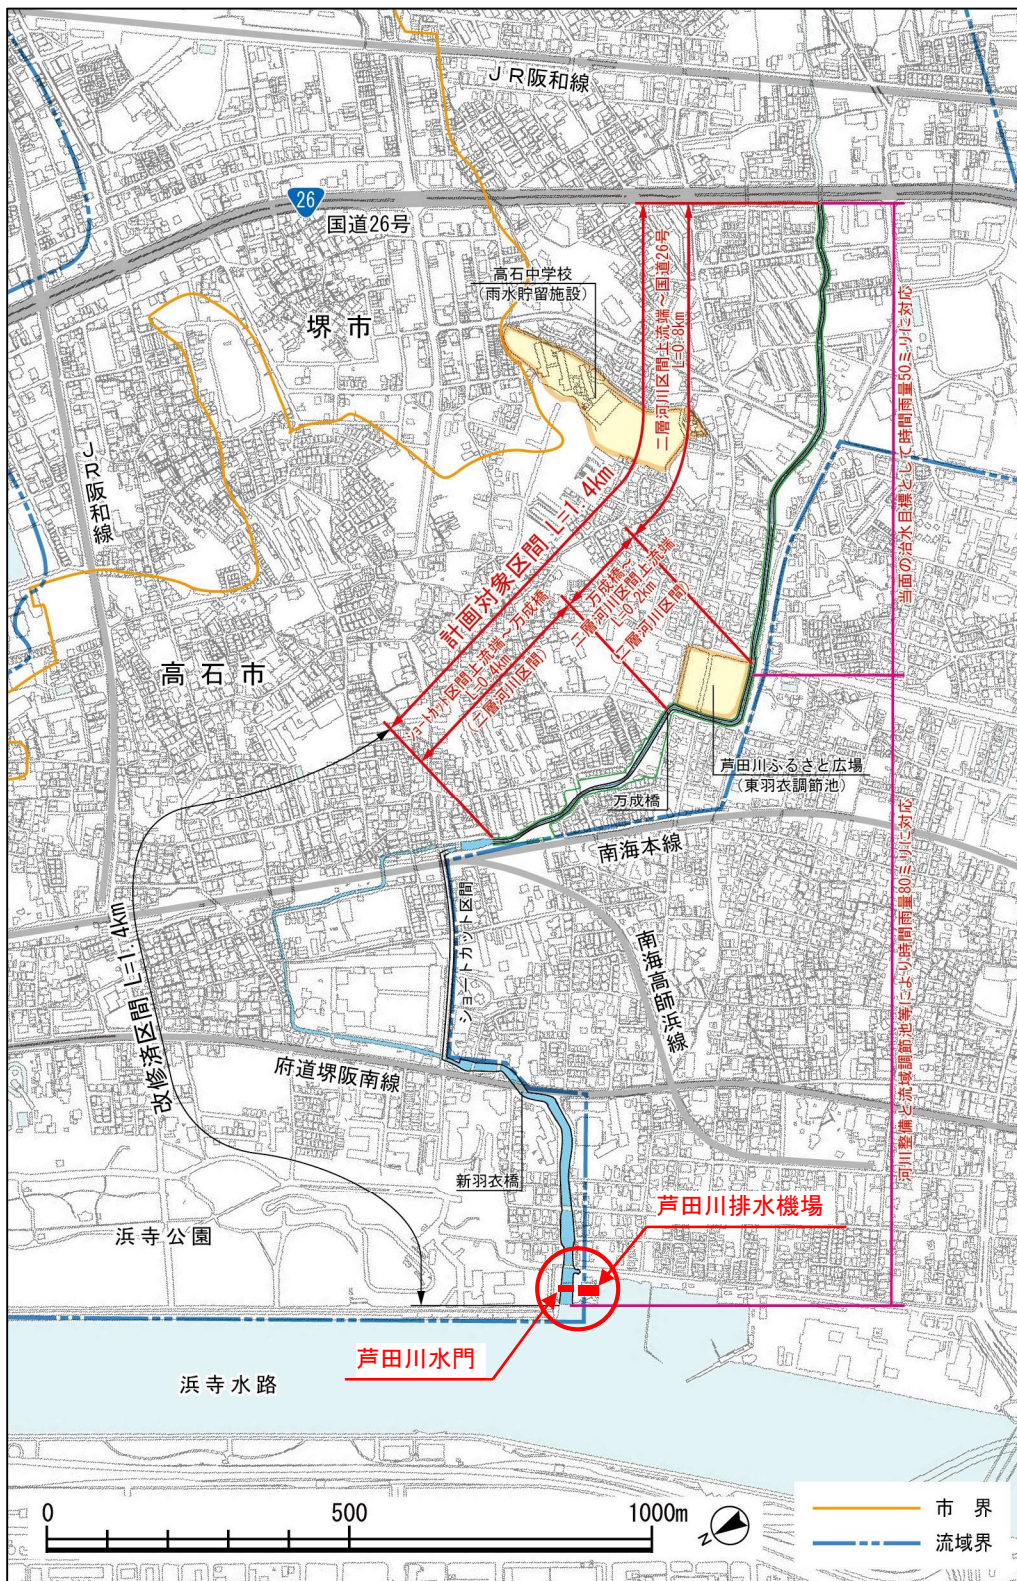 JR阪和線
26
国道26号
高石中学校
(雨水貯留施設)
堺市
二層河川区間上流端～国道26号
L=0.8km
当面の治水目標として時間雨量50ミリに対応
JR阪和線
計画対象区間 L=1.4km
万成橋～
二層河川区間上流端
L=0.2km
(二層河川区間)
ショートカット区間上流端～万成橋
L=0.4km
(二層河川区間)
高石市
芦田川ふるさと広場
(東羽衣調節池)
万成橋
南海本線
河川整備と流域調節池等により時間雨量80ミリに対応
ショートカット区間
改修済区間 L=1.4km
南海高師浜線
府道堺阪南線
新羽衣橋
芦田川排水機場
浜寺公園
芦田川水門
浜寺水路
0
500
1000m
N
市界
流域界